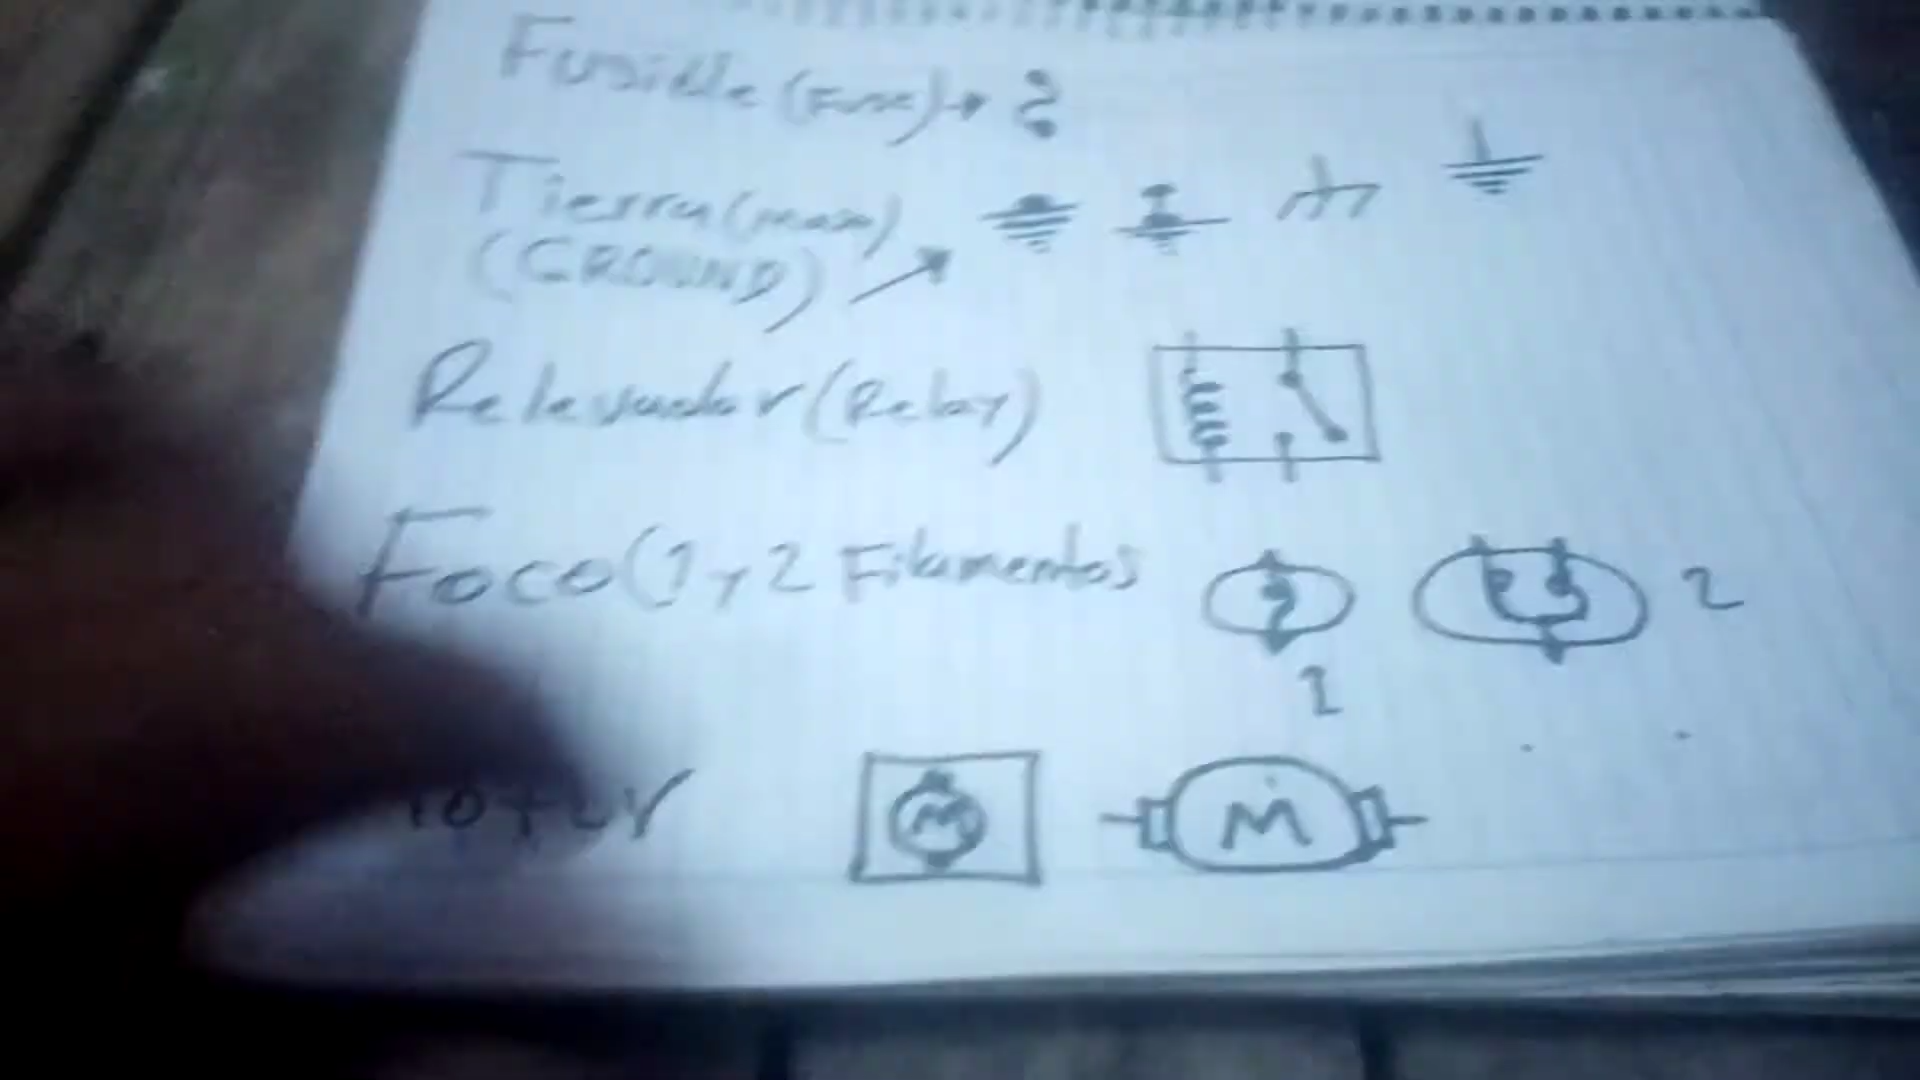 Fusible (Fuse)→
Tierra (masa)
(GROUND)
Relevador (Relay)
Foco (1 y 2 Filamentos
2
1
M M